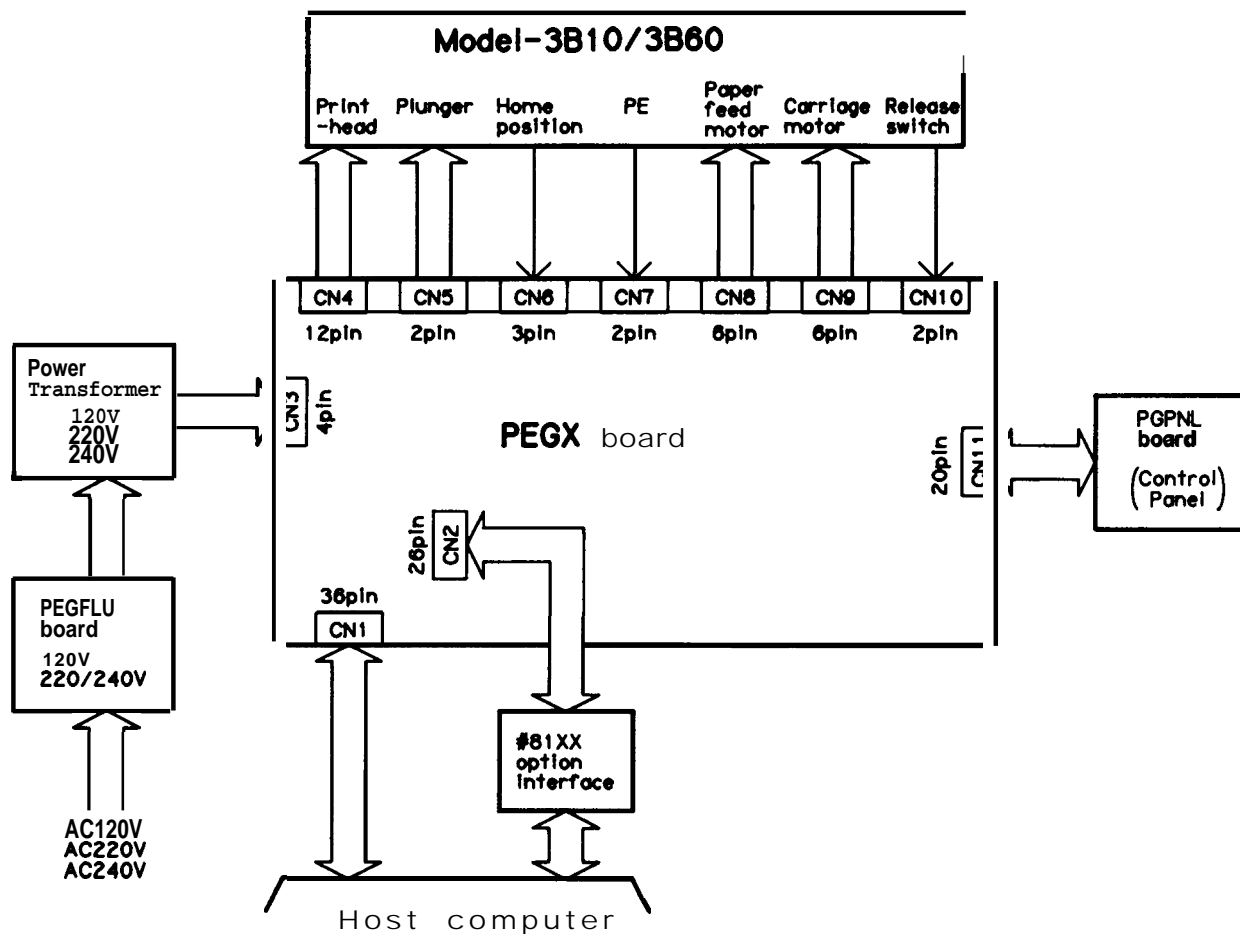 Model-3B10/3B60
Print
-head
Plunger
Home
position
PE
Paper
feed
motor
Carriage
motor
Release
switch
CN4
CN5
CN6
CN7
CN8
CN9
CN10
12pin
2pin
3pin
2pin
6pin
6pin
2pin
Power
Transformer
120V
220V
240V
CN3
4pin
PEGX board
20pin
CN11
PGPNL
board
(Control
Panel)
26pin
CN2
PEGFLU
board
120V
220/240V
36pin
CN1
#81XX
option
interface
AC120V
AC220V
AC240V
Host computer